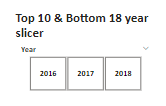 Top 10 & Bottom 18 year
slicer
Year
2016 2017 2018